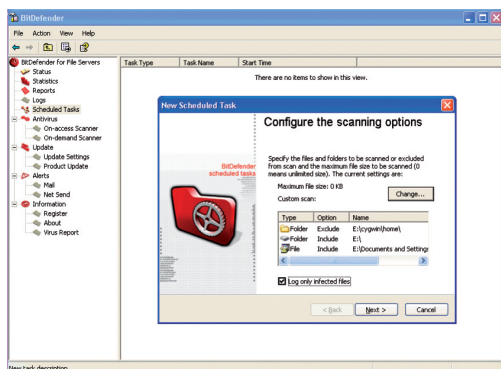 BitDefender
File Action View Help
BitDefender for File Servers
Status
Statistics
Reports
Logs
Scheduled Tasks
Antivirus
On-access Scanner
On-demand Scanner
Update
Update Settings
Product Update
Alerts
Mail
Net Send
Information
Register
About
Virus Report
Task Type Task Name Start Time
There are no items to show in this view.
New Scheduled Task
BitDefender
scheduled tasks
Configure the scanning options
Specify the files and folders to be scanned or excluded
from scan and the maximum file size to be scanned (0
means unlimited size). The current settings are:
Maximum file size: 0 KB
Custom scan:
Change...
Type Option Name
Folder Exclude E:\cygwin\home\
Folder Include E:\
File Include E:\Documents and Settings
Log only infected files
< Back Next > Cancel
New task description